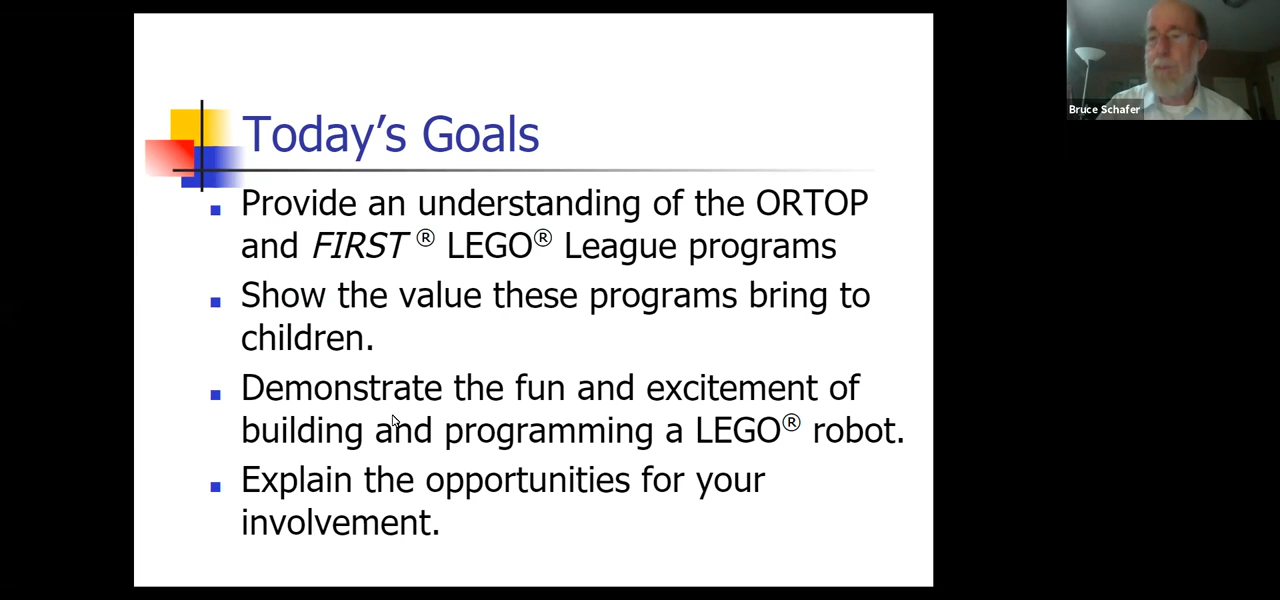 Today’s Goals
Provide an understanding of the ORTOP
and FIRST ® LEGO® League programs
Show the value these programs bring to
children.
Demonstrate the fun and excitement of
building and programming a LEGO® robot.
Explain the opportunities for your
involvement.
Bruce Schafer